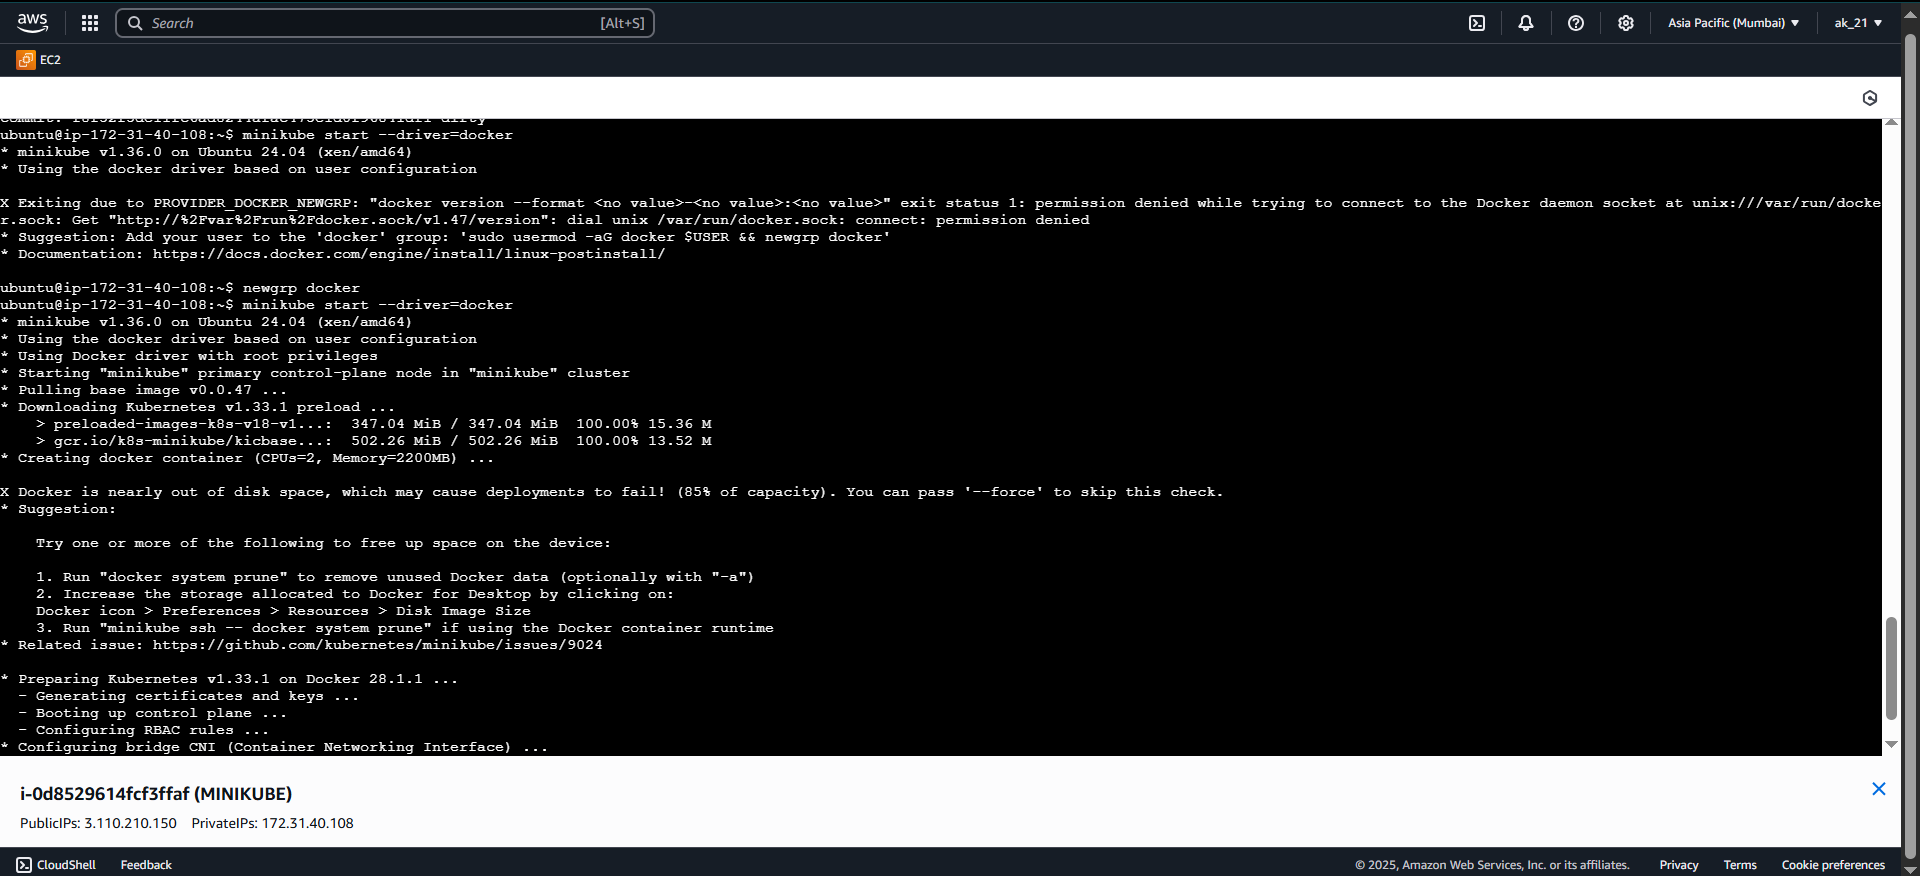 aws
Search [Alt+S]
Asia Pacific (Mumbai)
ak_21
EC2
ubuntu@ip-172-31-40-108:~$ minikube start --driver=docker
* minikube v1.36.0 on Ubuntu 24.04 (xen/amd64)
* Using the docker driver based on user configuration
X Exiting due to PROVIDER_DOCKER_NEWGRP: "docker version --format <no value>-<no value>:<no value>" exit status 1: permission denied while trying to connect to the Docker daemon socket at unix:///var/run/docke
r.sock: Get "http://%2Fvar%2Frun%2Fdocker.sock/v1.47/version": dial unix /var/run/docker.sock: connect: permission denied
* Suggestion: Add your user to the 'docker' group: 'sudo usermod -aG docker $USER && newgrp docker'
* Documentation: https://docs.docker.com/engine/install/linux-postinstall/
ubuntu@ip-172-31-40-108:~$ newgrp docker
ubuntu@ip-172-31-40-108:~$ minikube start --driver=docker
* minikube v1.36.0 on Ubuntu 24.04 (xen/amd64)
* Using the docker driver based on user configuration
* Using Docker driver with root privileges
* Starting "minikube" primary control-plane node in "minikube" cluster
* Pulling base image v0.0.47 ...
* Downloading Kubernetes v1.33.1 preload ...
> preloaded-images-k8s-v18-v1...: 347.04 MiB / 347.04 MiB 100.00% 15.36 M
> gcr.io/k8s-minikube/kicbase...: 502.26 MiB / 502.26 MiB 100.00% 13.52 M
* Creating docker container (CPUs=2, Memory=2200MB) ...
X Docker is nearly out of disk space, which may cause deployments to fail! (85% of capacity). You can pass '--force' to skip this check.
* Suggestion:
Try one or more of the following to free up space on the device:
1. Run "docker system prune" to remove unused Docker data (optionally with "-a")
2. Increase the storage allocated to Docker for Desktop by clicking on:
Docker icon > Preferences > Resources > Disk Image Size
3. Run "minikube ssh -- docker system prune" if using the Docker container runtime
* Related issue: https://github.com/kubernetes/minikube/issues/9024
* Preparing Kubernetes v1.33.1 on Docker 28.1.1 ...
- Generating certificates and keys ...
- Booting up control plane ...
- Configuring RBAC rules ...
* Configuring bridge CNI (Container Networking Interface) ...
i-0d8529614fcf3ffaf (MINIKUBE)
PublicIPs: 3.110.210.150 PrivateIPs: 172.31.40.108
CloudShell Feedback © 2025, Amazon Web Services, Inc. or its affiliates. Privacy Terms Cookie preferences